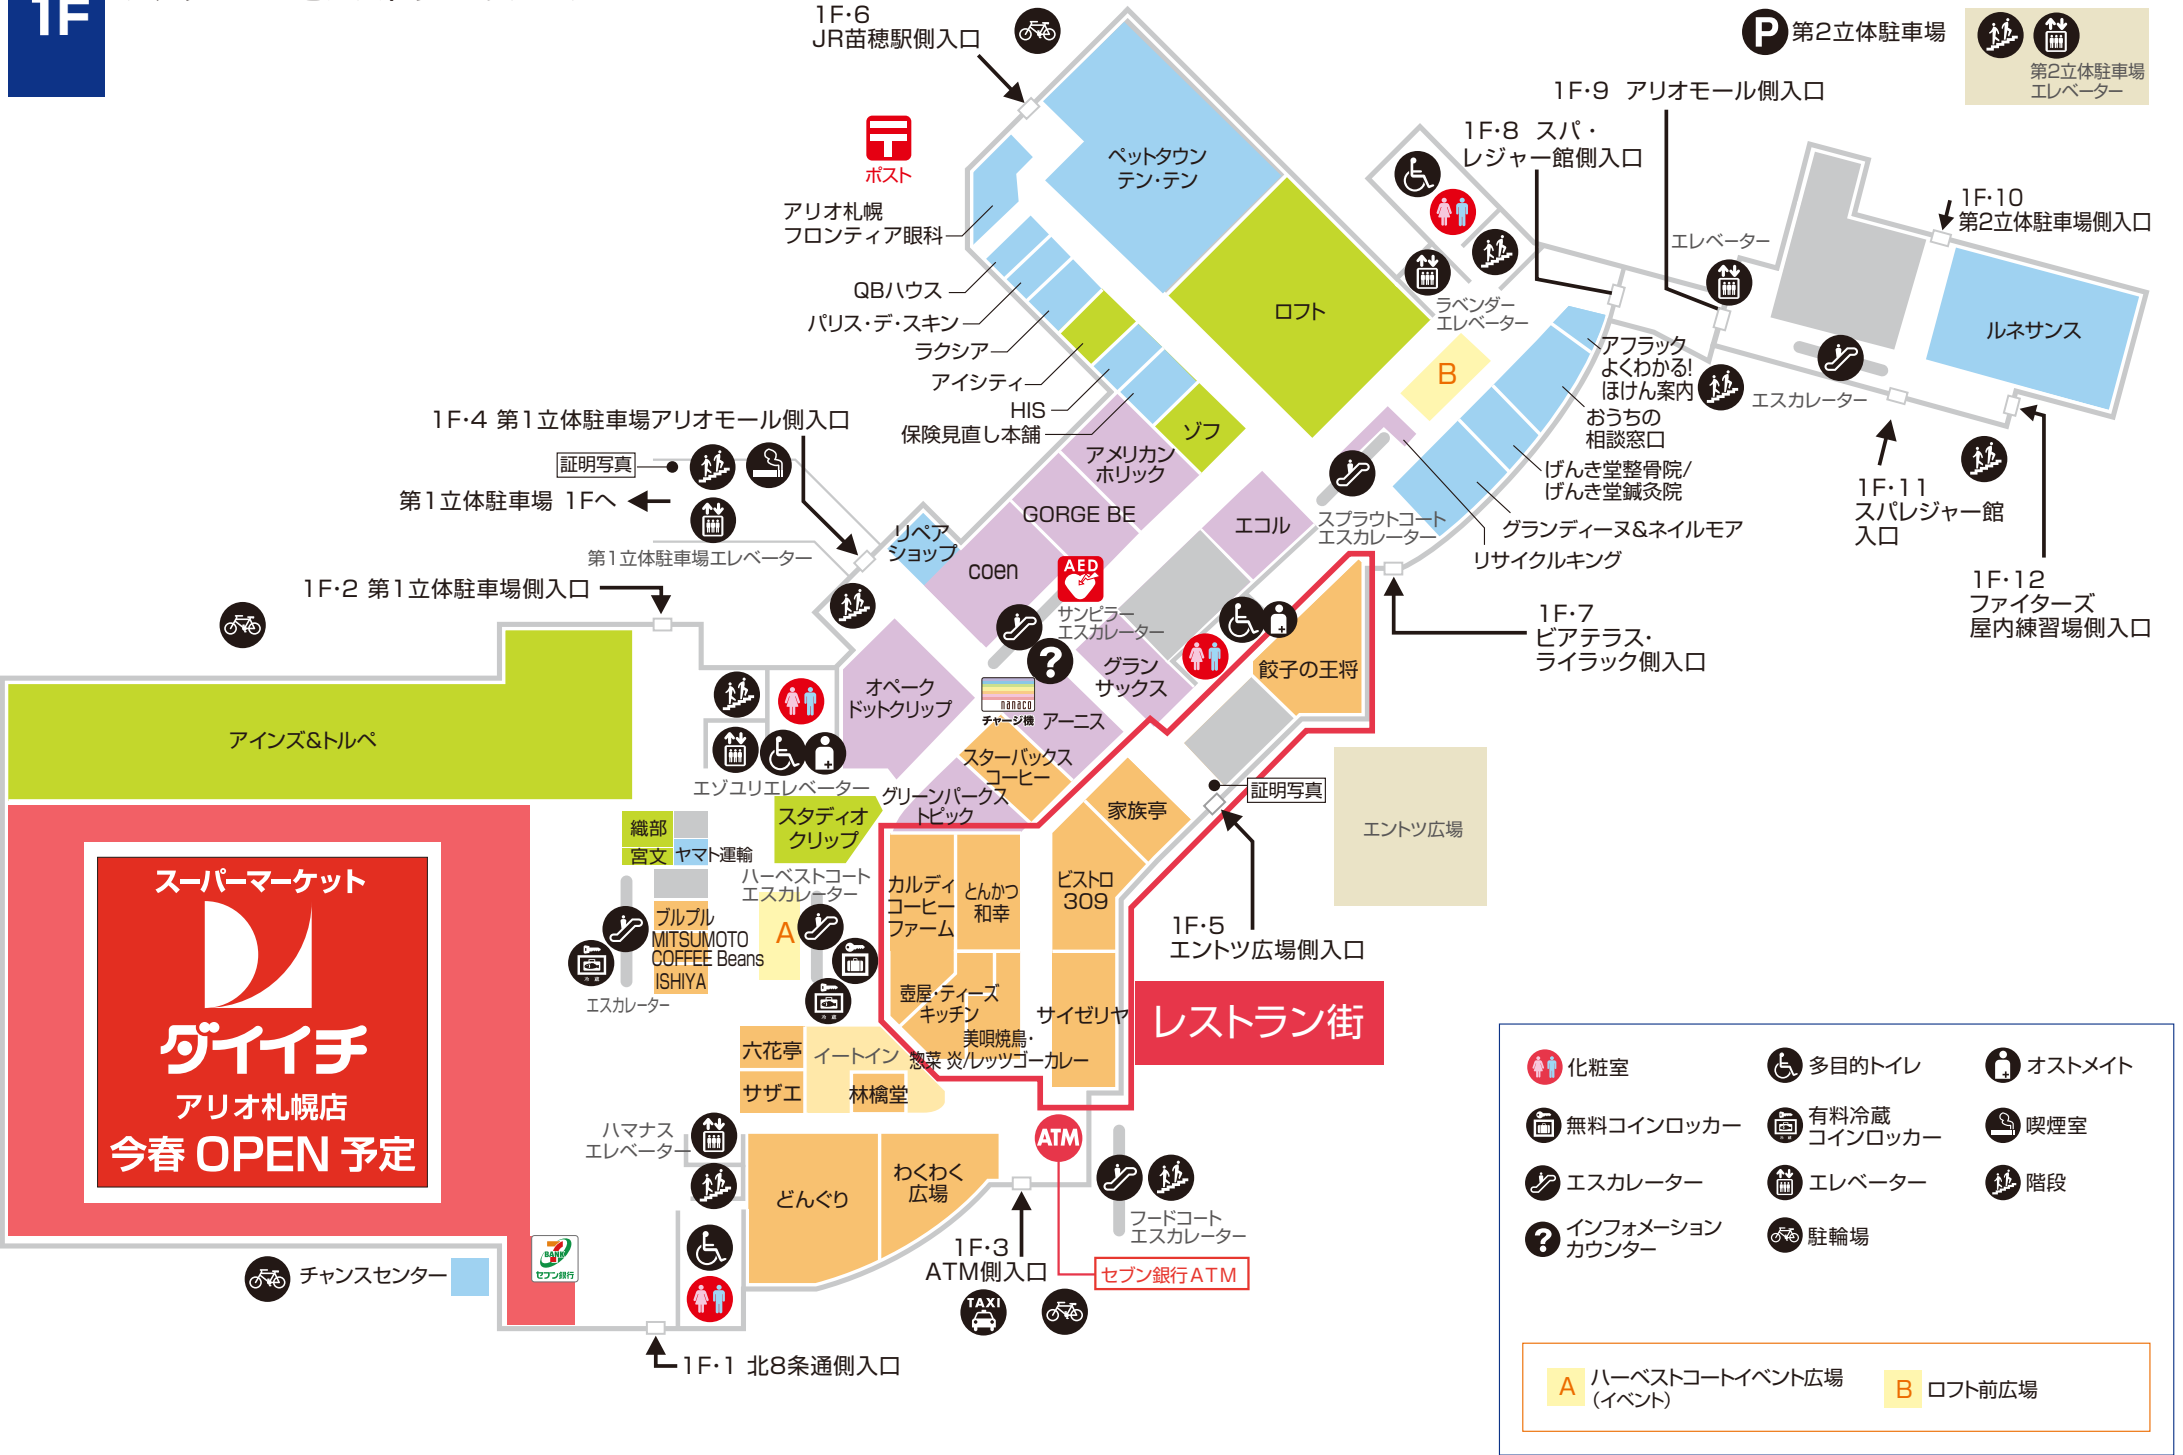 1F
1F・6
JR苗穂駅側入口
第2立体駐車場
第2立体駐車場
エレベーター
1F・9 アリオモール側入口
1F・8 スパ・
レジャー館側入口
ポスト
ペットタウン
テン・テン
アリオ札幌
フロンティア眼科
1F・10
第2立体駐車場側入口
エレベーター
QBハウス
パリス・デ・スキン
ラクシア
アイシティ
HIS
保険見直し本舗
ロフト
ラベンダー
エレベーター
B
ルネサンス
アフラック
よくわかる!
ほけん案内
エスカレーター
おうちの
相談窓口
げんき堂整骨院/
げんき堂鍼灸院
グランディーヌ&ネイルモア
リサイクルキング
1F・4 第1立体駐車場アリオモール側入口
証明写真
第1立体駐車場 1Fへ
第1立体駐車場エレベーター
ゾフ
アメリカン
ホリック
GORGE BE
リペア
ショップ
coen
エコル
スプラウトコート
エスカレーター
1F・11
スパレジャー館
入口
1F・12
ファイターズ
屋内練習場側入口
1F・2 第1立体駐車場側入口
AED
サンピラー
エスカレーター
1F・7
ビアテラス・
ライラック側入口
グラン
サックス
餃子の王将
オペーク
ドットクリップ
nanaco
チャージ機
アーニス
アインズ&トルペ
エゾユリエレベーター
スターバックス
コーヒー
グリーンパークス
トピック
スタディオ
クリップ
家族亭
証明写真
エントツ広場
織部
宮文
ヤマト運輸
ハーベストコート
エスカレーター
カルディ
コーヒー
ファーム
とんかつ
和幸
ビストロ
309
スーパーマーケット
ダイイチ
アリオ札幌店
今春 OPEN 予定
ブルプル
MITSUMOTO
COFFEE Beans
ISHIYA
A
エスカレーター
1F・5
エントツ広場側入口
壺屋・ティーズ
キッチン
サイゼリヤ
レストラン街
美唄焼鳥・
惣菜 炎/レッツゴーカレー
六花亭
イートイン
サザエ
林檎堂
ハマナス
エレベーター
ATM
どんぐり
わくわく
広場
フードコート
エスカレーター
1F・3
ATM側入口
TAXI
セブン銀行ATM
7
BANK
セブン銀行
チャンスセンター
1F・1 北8条通側入口
化粧室
多目的トイレ
オストメイト
無料コインロッカー
有料冷蔵
コインロッカー
喫煙室
エスカレーター
エレベーター
階段
インフォメーション
カウンター
駐輪場
A ハーベストコートイベント広場
(イベント)
B ロフト前広場